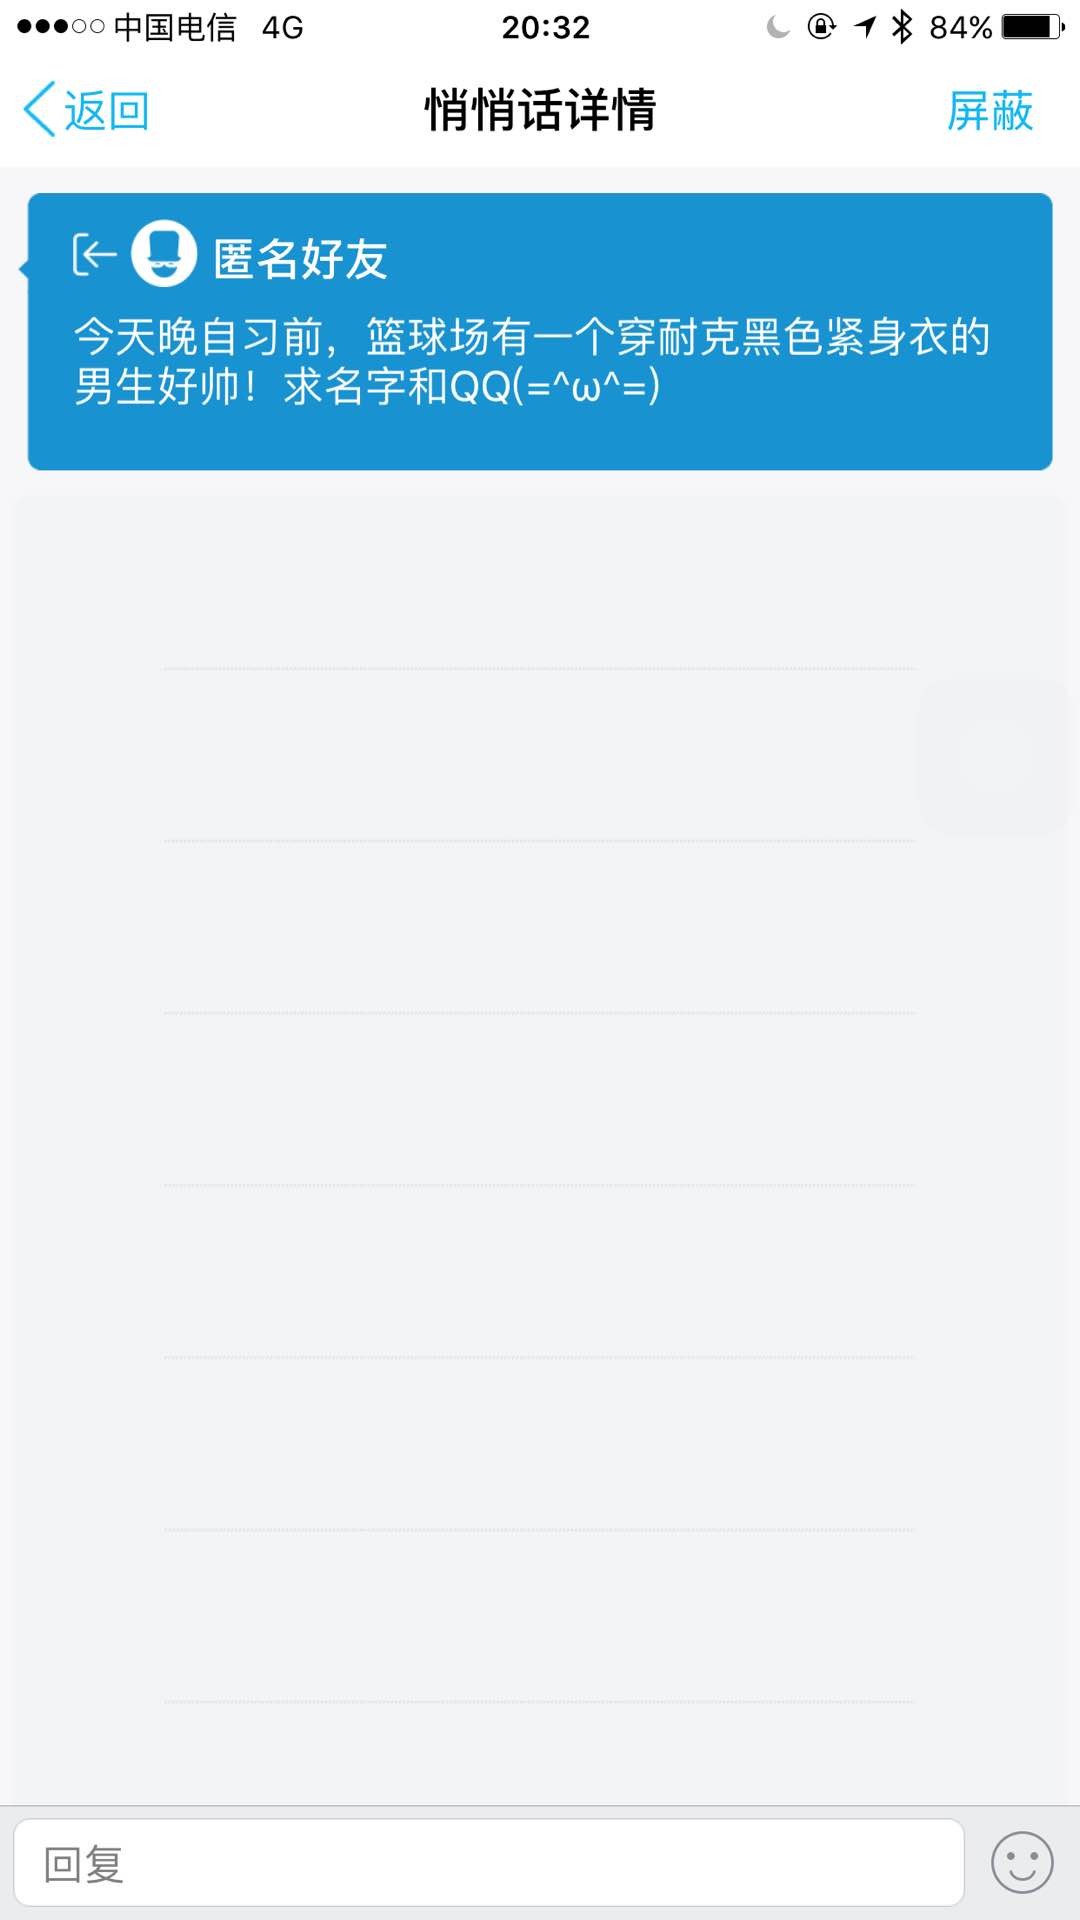 中国电信 4G 20:32 84%
返回 悄悄话详情 屏蔽
匿名好友
今天晚自习前，篮球场有一个穿耐克黑色紧身衣的
男生好帅！求名字和QQ(=^ω^=)
回复